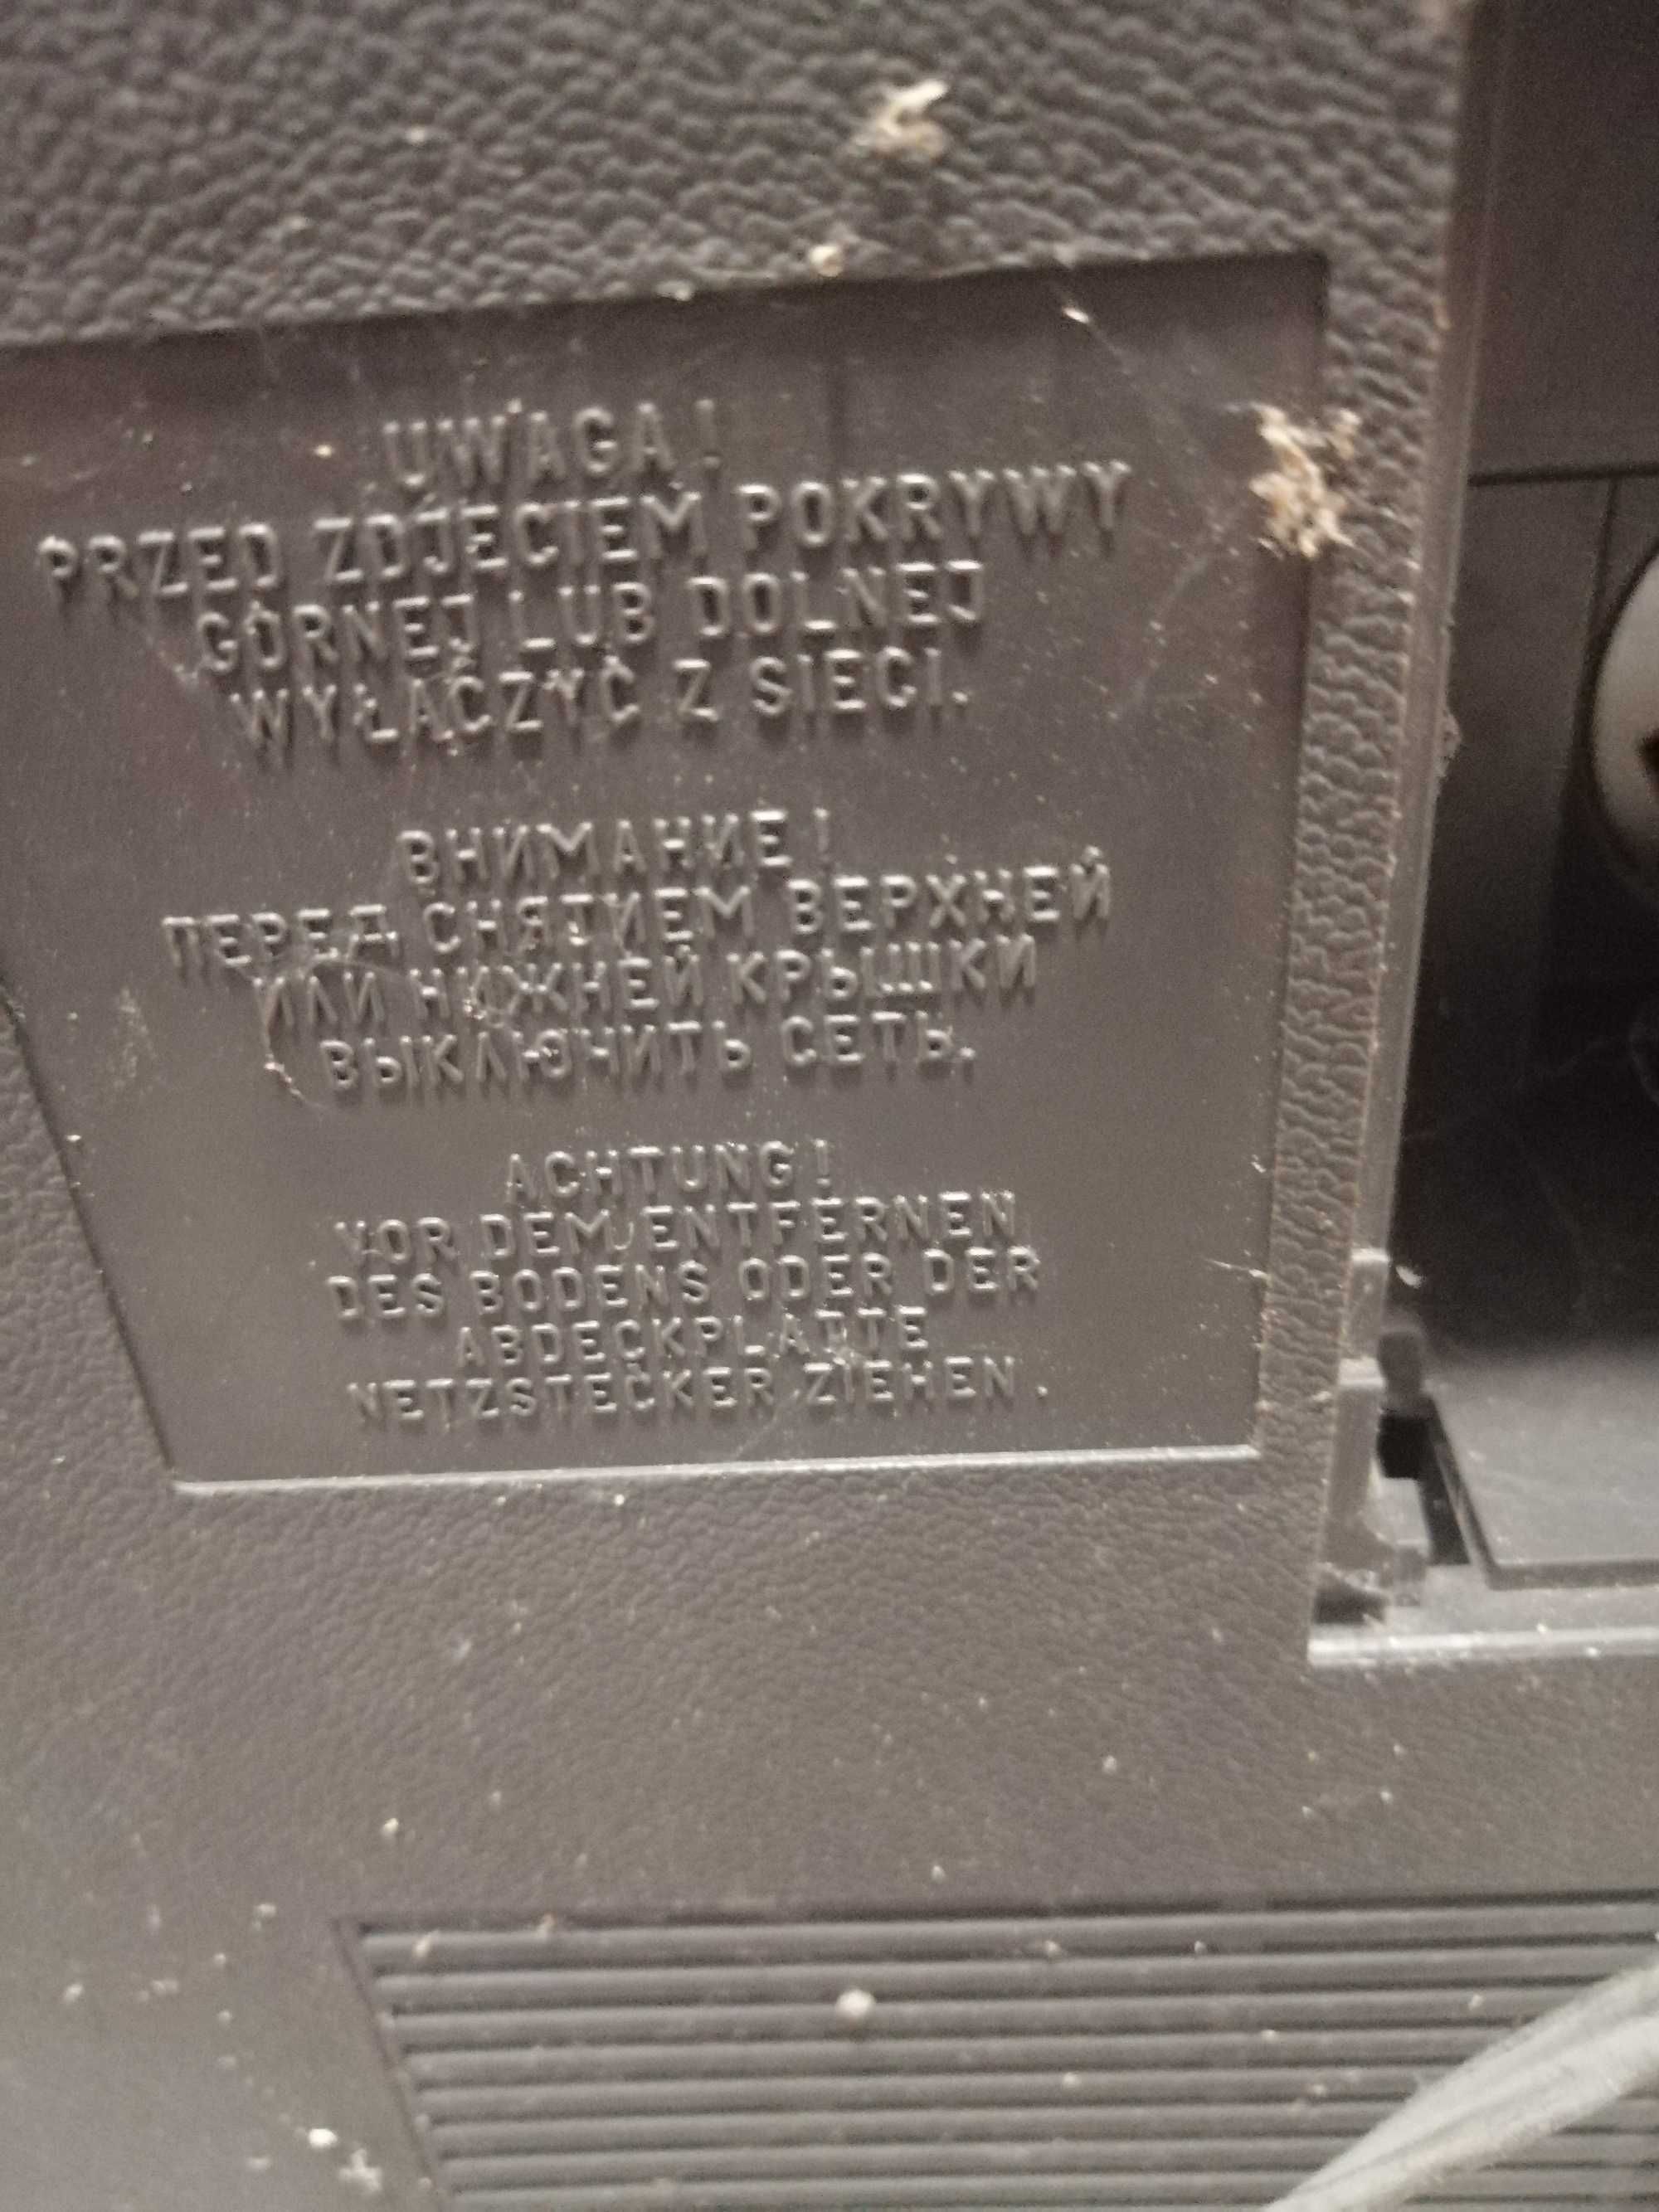 UWAGA!
PRZED ZDJĘCIEM POKRYWY
GÓRNEJ LUB DOLNEJ
WYŁĄCZYĆ Z SIECI.
ВНИМАНИЕ!
ПЕРЕД СНЯТИЕМ ВЕРХНЕЙ
ИЛИ НИЖНЕЙ КРЫШКИ
ВЫКЛЮЧИТЬ СЕТЬ.
ACHTUNG!
VOR DEM ENTFERNEN
DES BODENS ODER DER
ABDECKPLATTE
NETZSTECKER ZIEHEN.